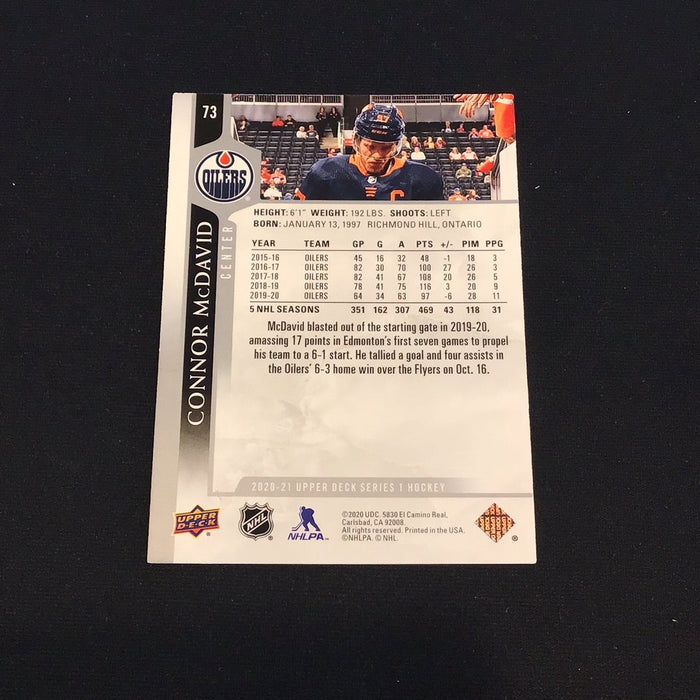 73
OILERS
CONNOR McDAVID
CENTER
C
HEIGHT: 6'1" WEIGHT: 192 LBS. SHOOTS: LEFT
BORN: JANUARY 13, 1997 RICHMOND HILL, ONTARIO
YEAR TEAM GP G A PTS +/- PIM PPG
2015-16 OILERS 45 16 32 48 -1 18 3
2016-17 OILERS 82 30 70 100 27 26 3
2017-18 OILERS 82 41 67 108 20 26 5
2018-19 OILERS 78 41 75 116 3 20 9
2019-20 OILERS 64 34 63 97 -6 28 11
5 NHL SEASONS 351 162 307 469 43 118 31
McDavid blasted out of the starting gate in 2019-20,
amassing 17 points in Edmonton's first seven games to propel
his team to a 6-1 start. He tallied a goal and four assists in
the Oilers' 6-3 home win over the Flyers on Oct. 16.
2020-21 UPPER DECK SERIES 1 HOCKEY
UPPER DECK
NHL
NHLPA
©2020 UDC. 5830 El Camino Real,
Carlsbad, CA 92008.
All rights reserved. Printed in the USA.
©NHLPA. © NHL.